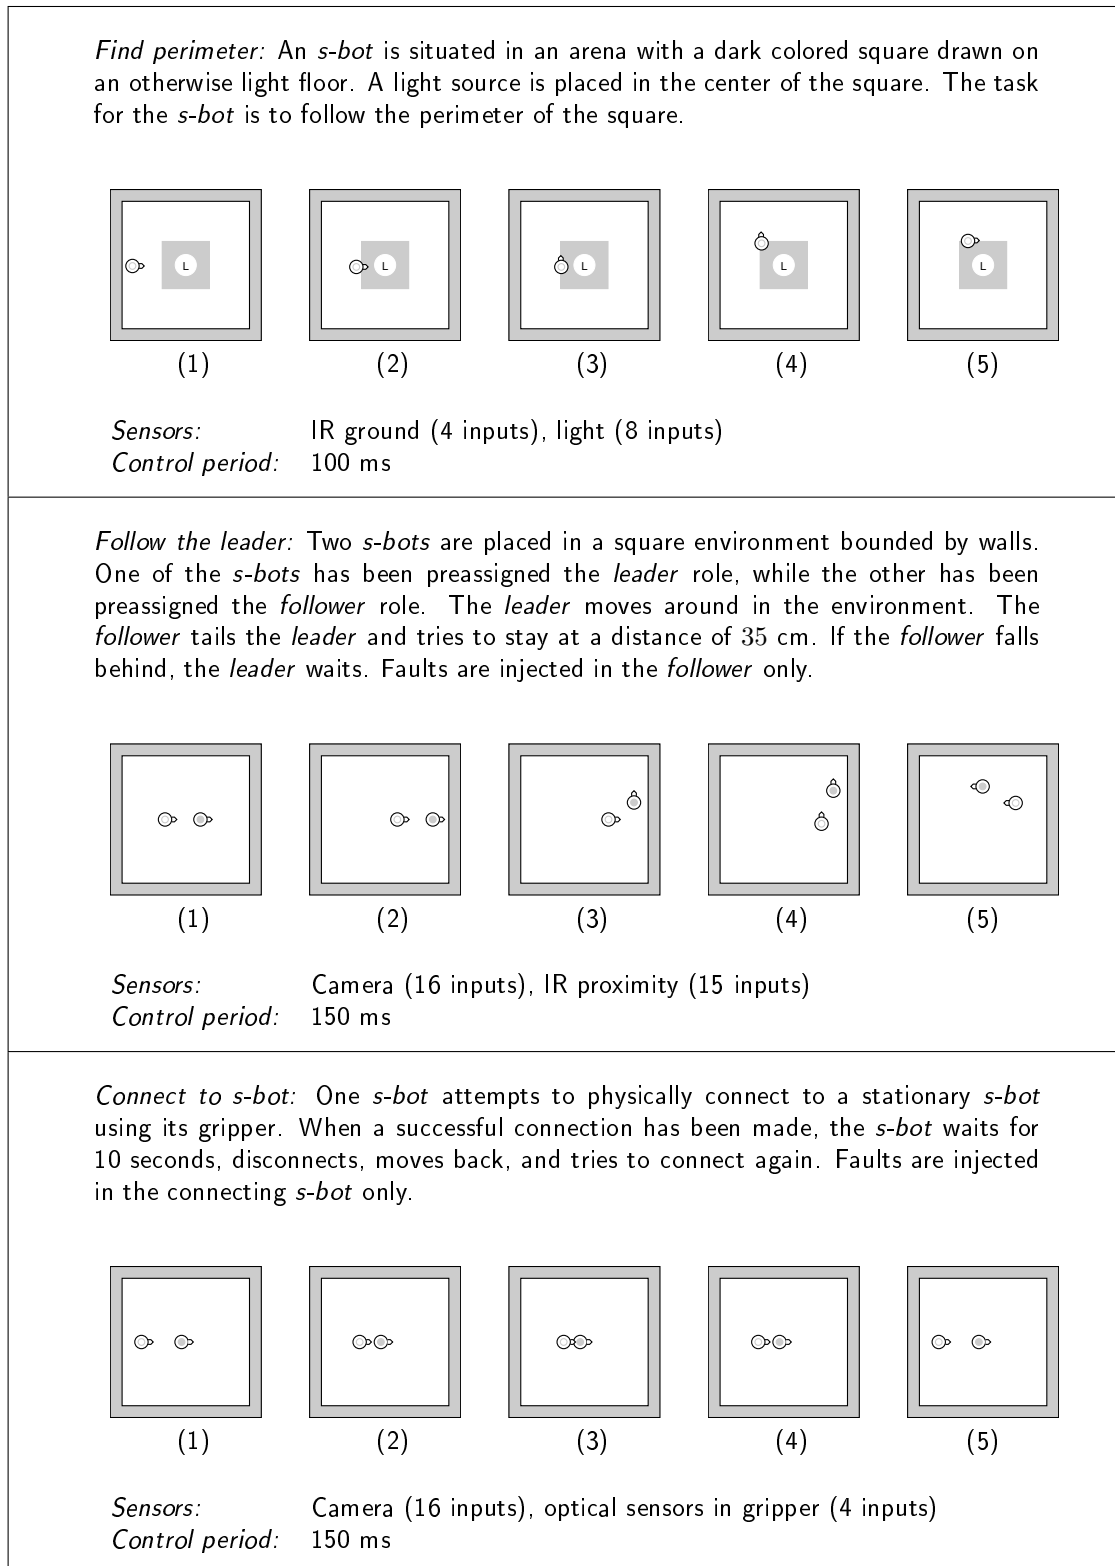 Find perimeter: An s-bot is situated in an arena with a dark colored square drawn on
an otherwise light floor. A light source is placed in the center of the square. The task
for the s-bot is to follow the perimeter of the square.
L L L L L
(1) (2) (3) (4) (5)
Sensors: IR ground (4 inputs), light (8 inputs)
Control period: 100 ms
Follow the leader: Two s-bots are placed in a square environment bounded by walls.
One of the s-bots has been preassigned the leader role, while the other has been
preassigned the follower role. The leader moves around in the environment. The
follower tails the leader and tries to stay at a distance of 35 cm. If the follower falls
behind, the leader waits. Faults are injected in the follower only.
(1) (2) (3) (4) (5)
Sensors: Camera (16 inputs), IR proximity (15 inputs)
Control period: 150 ms
Connect to s-bot: One s-bot attempts to physically connect to a stationary s-bot
using its gripper. When a successful connection has been made, the s-bot waits for
10 seconds, disconnects, moves back, and tries to connect again. Faults are injected
in the connecting s-bot only.
(1) (2) (3) (4) (5)
Sensors: Camera (16 inputs), optical sensors in gripper (4 inputs)
Control period: 150 ms